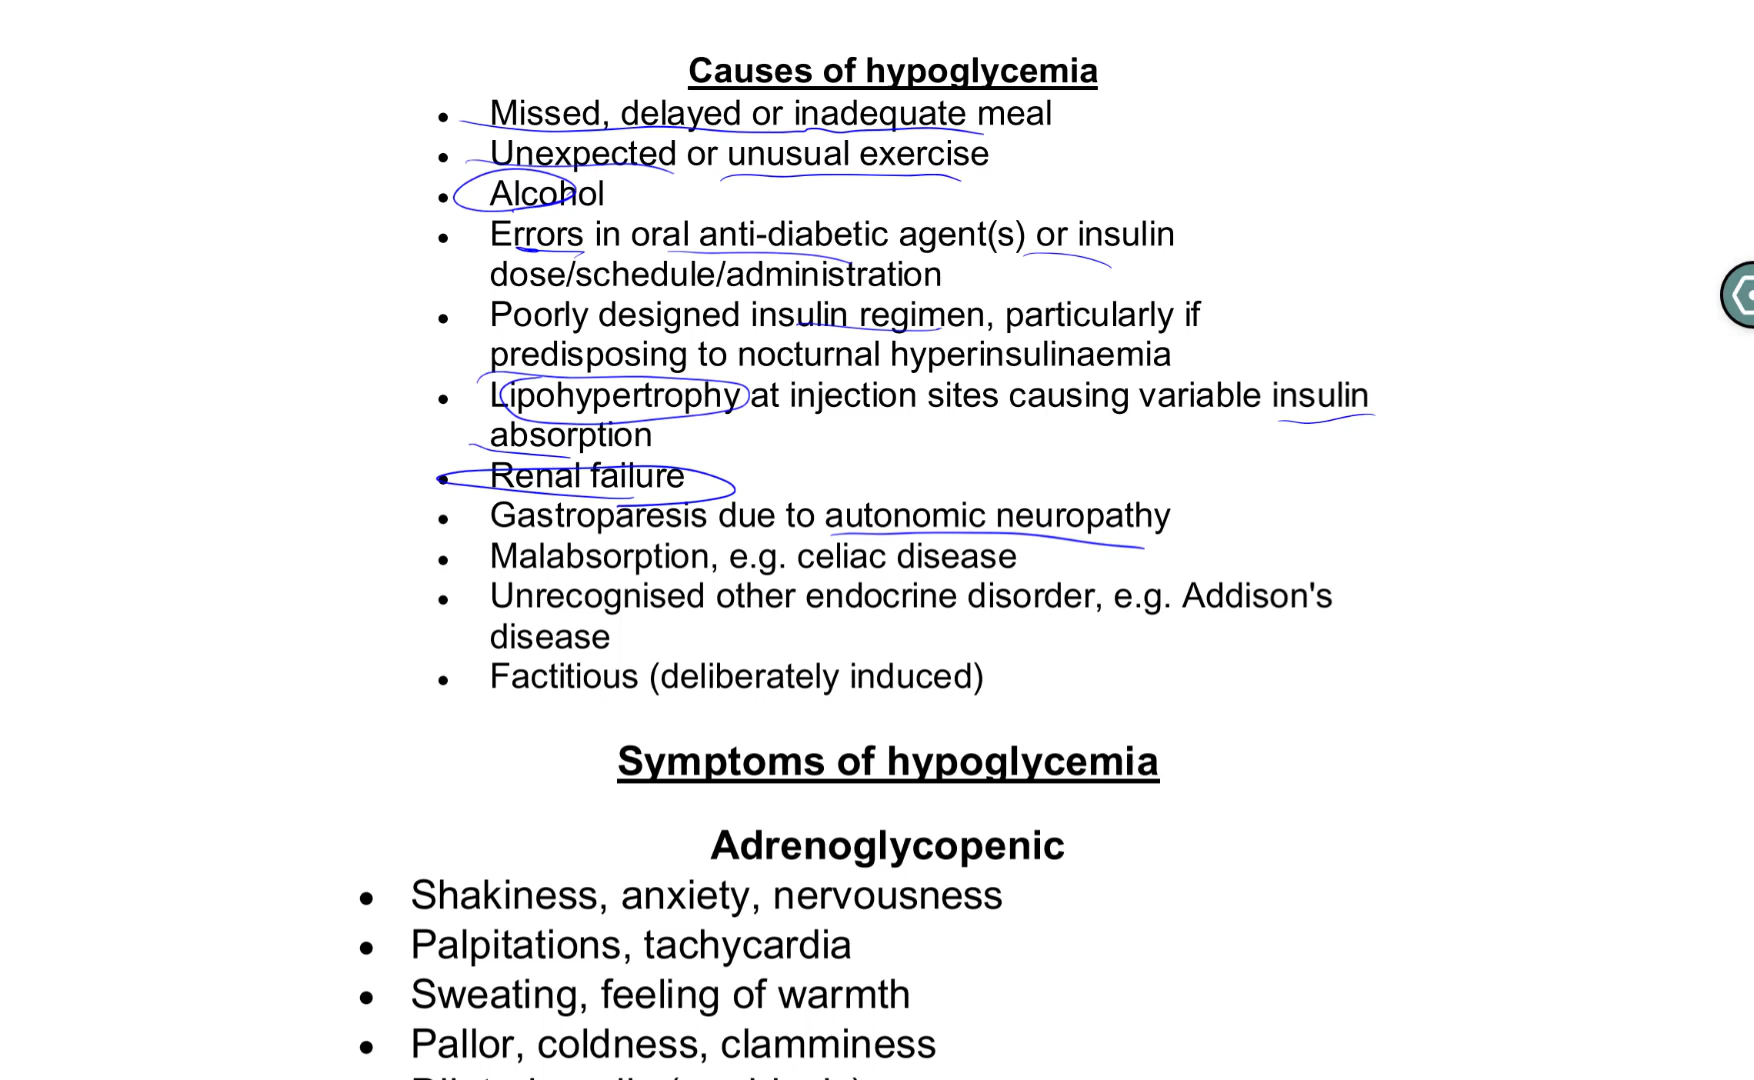 Causes of hypoglycemia
• Missed, delayed or inadequate meal
• Unexpected or unusual exercise
• Alcohol
• Errors in oral anti-diabetic agent(s) or insulin
dose/schedule/administration
• Poorly designed insulin regimen, particularly if
predisposing to nocturnal hyperinsulinaemia
• Lipohypertrophy at injection sites causing variable insulin
absorption
• Renal failure
• Gastroparesis due to autonomic neuropathy
• Malabsorption, e.g. celiac disease
• Unrecognised other endocrine disorder, e.g. Addison's
disease
• Factitious (deliberately induced)
Symptoms of hypoglycemia
Adrenoglycopenic
• Shakiness, anxiety, nervousness
• Palpitations, tachycardia
• Sweating, feeling of warmth
• Pallor, coldness, clamminess